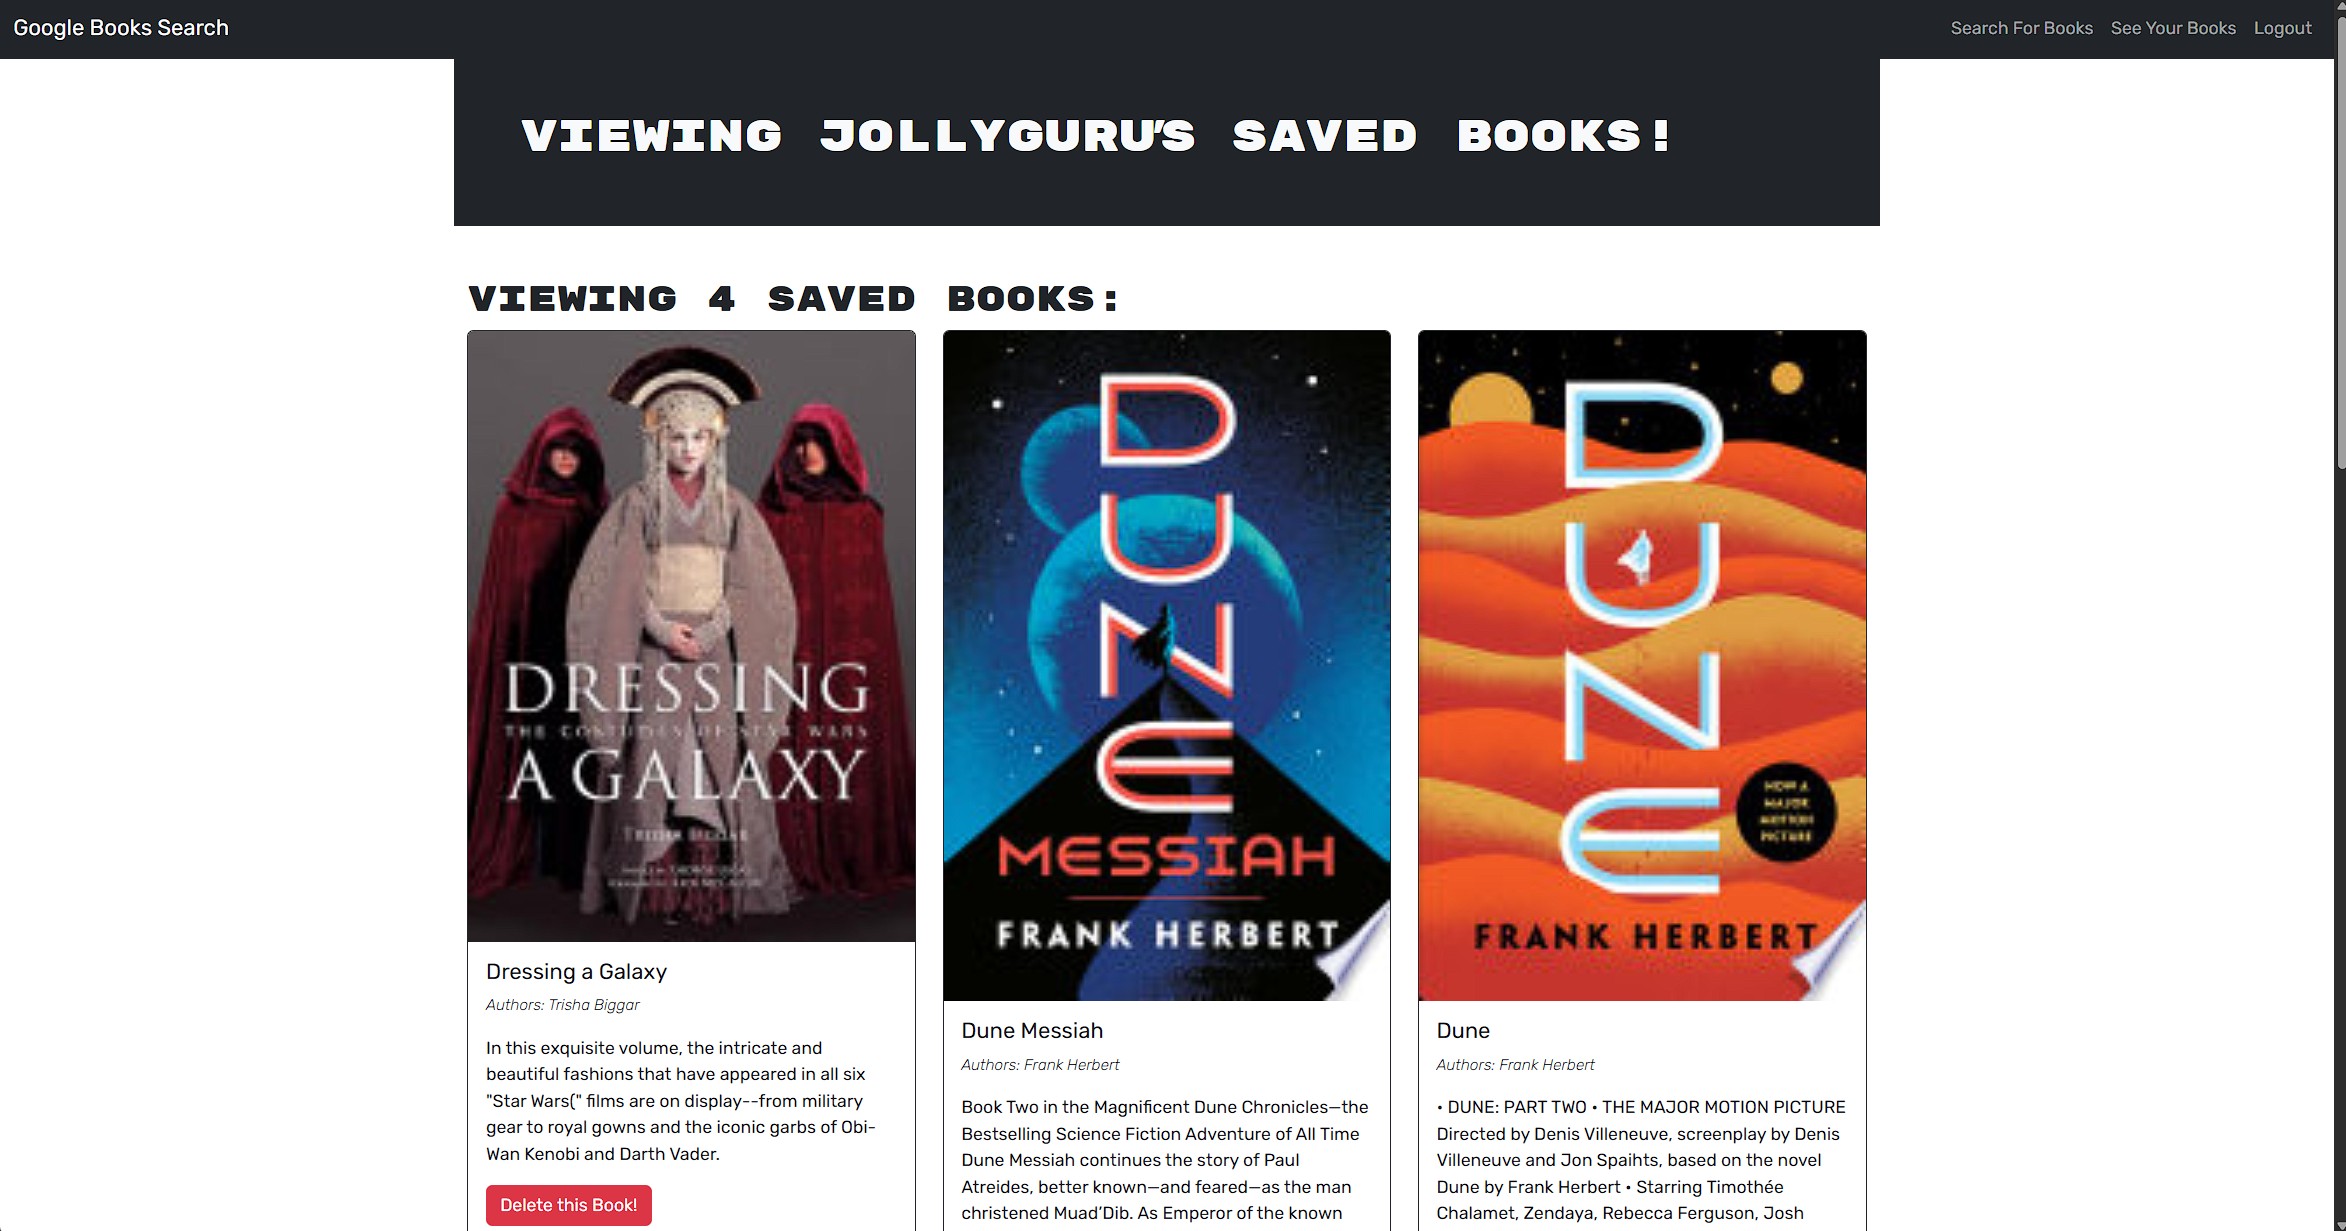 Google Books Search
Search For Books See Your Books Logout
VIEWING JOLLYGURU'S SAVED BOOKS!
VIEWING 4 SAVED BOOKS:
DRESSING
THE COSTUMES OF STAR WARS
A GALAXY
TRISHA BIGGAR
Dressing a Galaxy
Authors: Trisha Biggar
In this exquisite volume, the intricate and
beautiful fashions that have appeared in all six
"Star Wars(" films are on display--from military
gear to royal gowns and the iconic garbs of Obi-
Wan Kenobi and Darth Vader.
Delete this Book!
DUNE
MESSIAH
FRANK HERBERT
Dune Messiah
Authors: Frank Herbert
Book Two in the Magnificent Dune Chronicles—the
Bestselling Science Fiction Adventure of All Time
Dune Messiah continues the story of Paul
Atreides, better known—and feared—as the man
christened Muad'Dib. As Emperor of the known
DUNE
NOW A
MAJOR
MOTION
PICTURE
FRANK HERBERT
Dune
Authors: Frank Herbert
• DUNE: PART TWO • THE MAJOR MOTION PICTURE
Directed by Denis Villeneuve, screenplay by Denis
Villeneuve and Jon Spaihts, based on the novel
Dune by Frank Herbert • Starring Timothée
Chalamet, Zendaya, Rebecca Ferguson, Josh